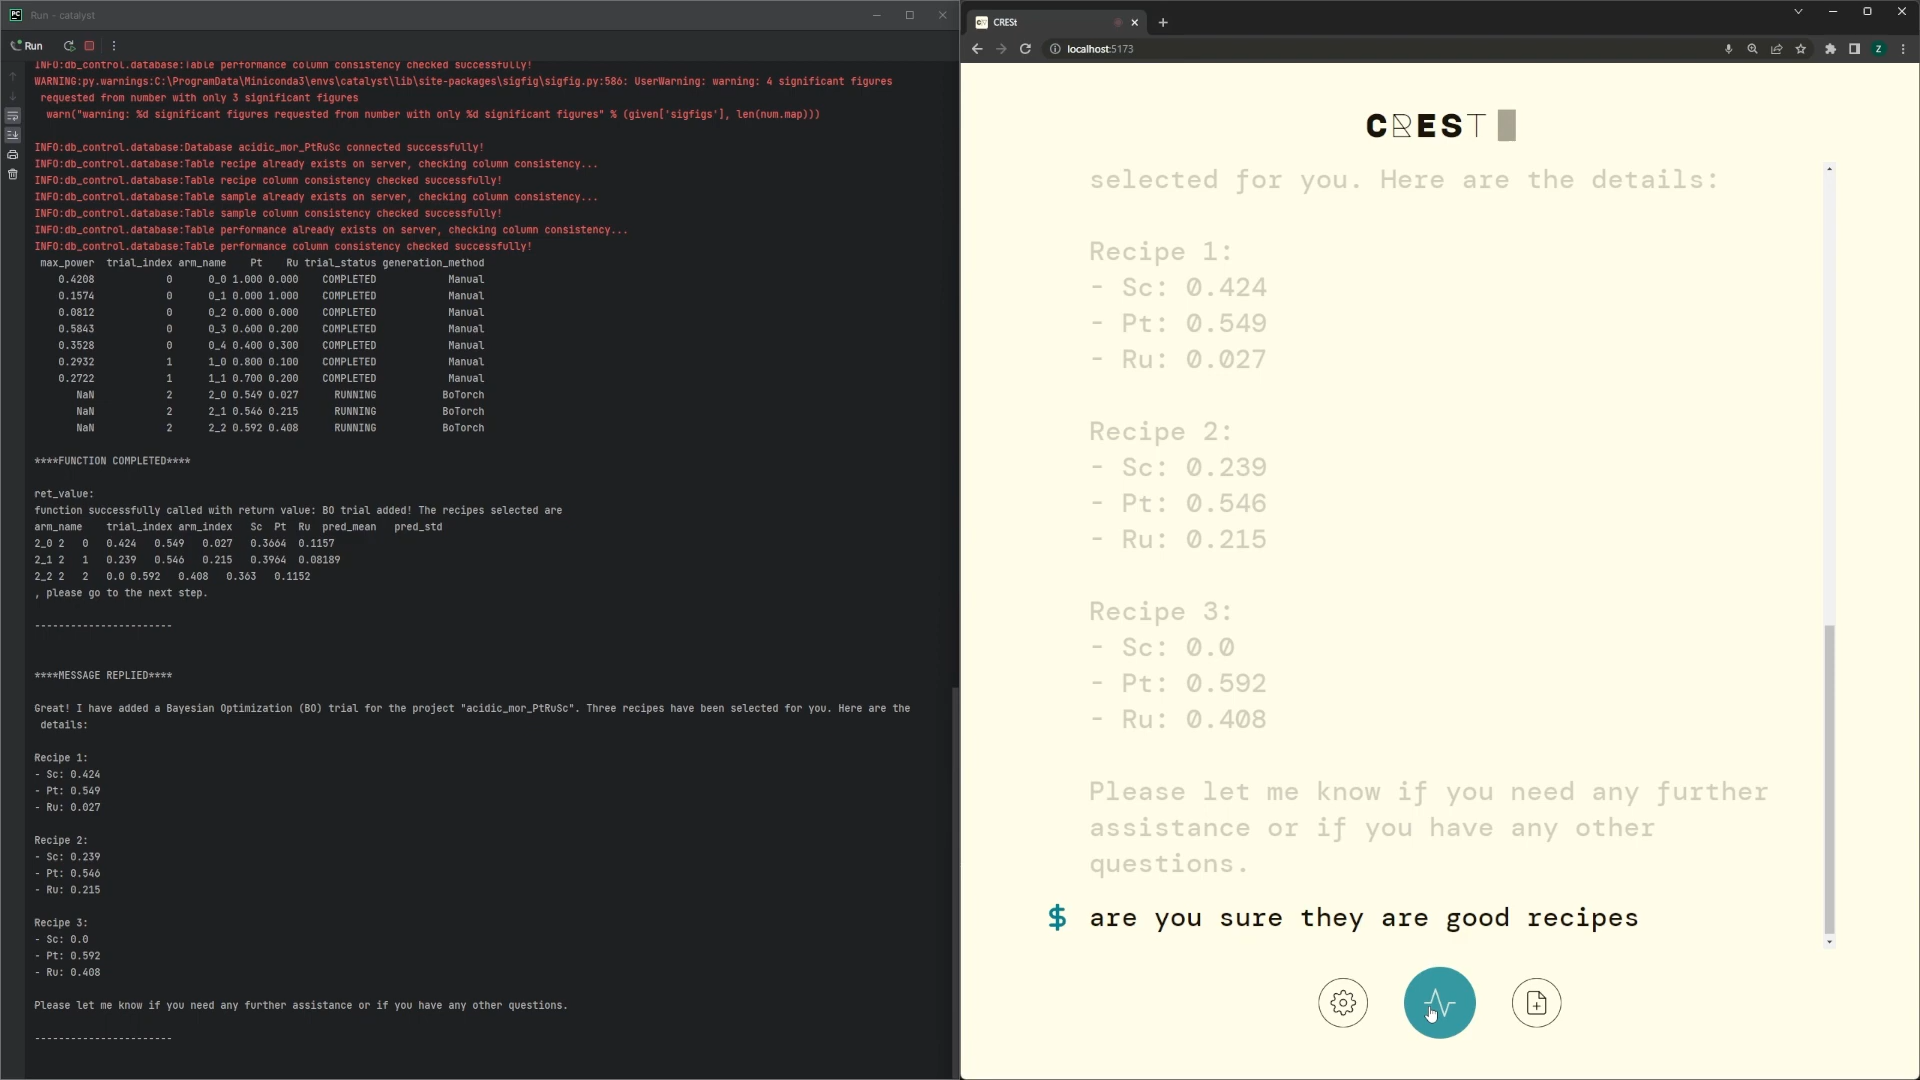 Run - catalyst
Run
INFO:db_control.database:Table performance column consistency checked successfully!
WARNING:py.warnings:C:\ProgramData\Miniconda3\envs\catalyst\lib\site-packages\sigfig\sigfig.py:586: UserWarning: warning: 4 significant figures
requested from number with only 3 significant figures
warn("warning: %d significant figures requested from number with only %d significant figures" % (given['sigfigs'], len(num.map)))
INFO:db_control.database:Database acidic_mor_PtRuSc connected successfully!
INFO:db_control.database:Table recipe already exists on server, checking column consistency...
INFO:db_control.database:Table recipe column consistency checked successfully!
INFO:db_control.database:Table sample already exists on server, checking column consistency...
INFO:db_control.database:Table sample column consistency checked successfully!
INFO:db_control.database:Table performance already exists on server, checking column consistency...
INFO:db_control.database:Table performance column consistency checked successfully!
max_power trial_index arm_name Pt Ru trial_status generation_method
0.4208 0 0_0 1.000 0.000 COMPLETED Manual
0.1574 0 0_1 0.000 1.000 COMPLETED Manual
0.0812 0 0_2 0.000 0.000 COMPLETED Manual
0.5843 0 0_3 0.600 0.200 COMPLETED Manual
0.3528 0 0_4 0.400 0.300 COMPLETED Manual
0.2932 1 1_0 0.800 0.100 COMPLETED Manual
0.2722 1 1_1 0.700 0.200 COMPLETED Manual
NaN 2 2_0 0.549 0.027 RUNNING BoTorch
NaN 2 2_1 0.546 0.215 RUNNING BoTorch
NaN 2 2_2 0.592 0.408 RUNNING BoTorch
****FUNCTION COMPLETED****
ret_value:
function successfully called with return value: BO trial added! The recipes selected are
arm_name trial_index arm_index Sc Pt Ru pred_mean pred_std
2_0 2 0 0.424 0.549 0.027 0.3664 0.1157
2_1 2 1 0.239 0.546 0.215 0.3964 0.08189
2_2 2 2 0.0 0.592 0.408 0.363 0.1152
, please go to the next step.
-----------------------
****MESSAGE REPLIED****
Great! I have added a Bayesian Optimization (BO) trial for the project "acidic_mor_PtRuSc". Three recipes have been selected for you. Here are the
details:
Recipe 1:
- Sc: 0.424
- Pt: 0.549
- Ru: 0.027
Recipe 2:
- Sc: 0.239
- Pt: 0.546
- Ru: 0.215
Recipe 3:
- Sc: 0.0
- Pt: 0.592
- Ru: 0.408
Please let me know if you need any further assistance or if you have any other questions.
-----------------------
CRESt
localhost:5173
Z
CREST
selected for you. Here are the details:
Recipe 1:
- Sc: 0.424
- Pt: 0.549
- Ru: 0.027
Recipe 2:
- Sc: 0.239
- Pt: 0.546
- Ru: 0.215
Recipe 3:
- Sc: 0.0
- Pt: 0.592
- Ru: 0.408
Please let me know if you need any further
assistance or if you have any other
questions.
$ are you sure they are good recipes